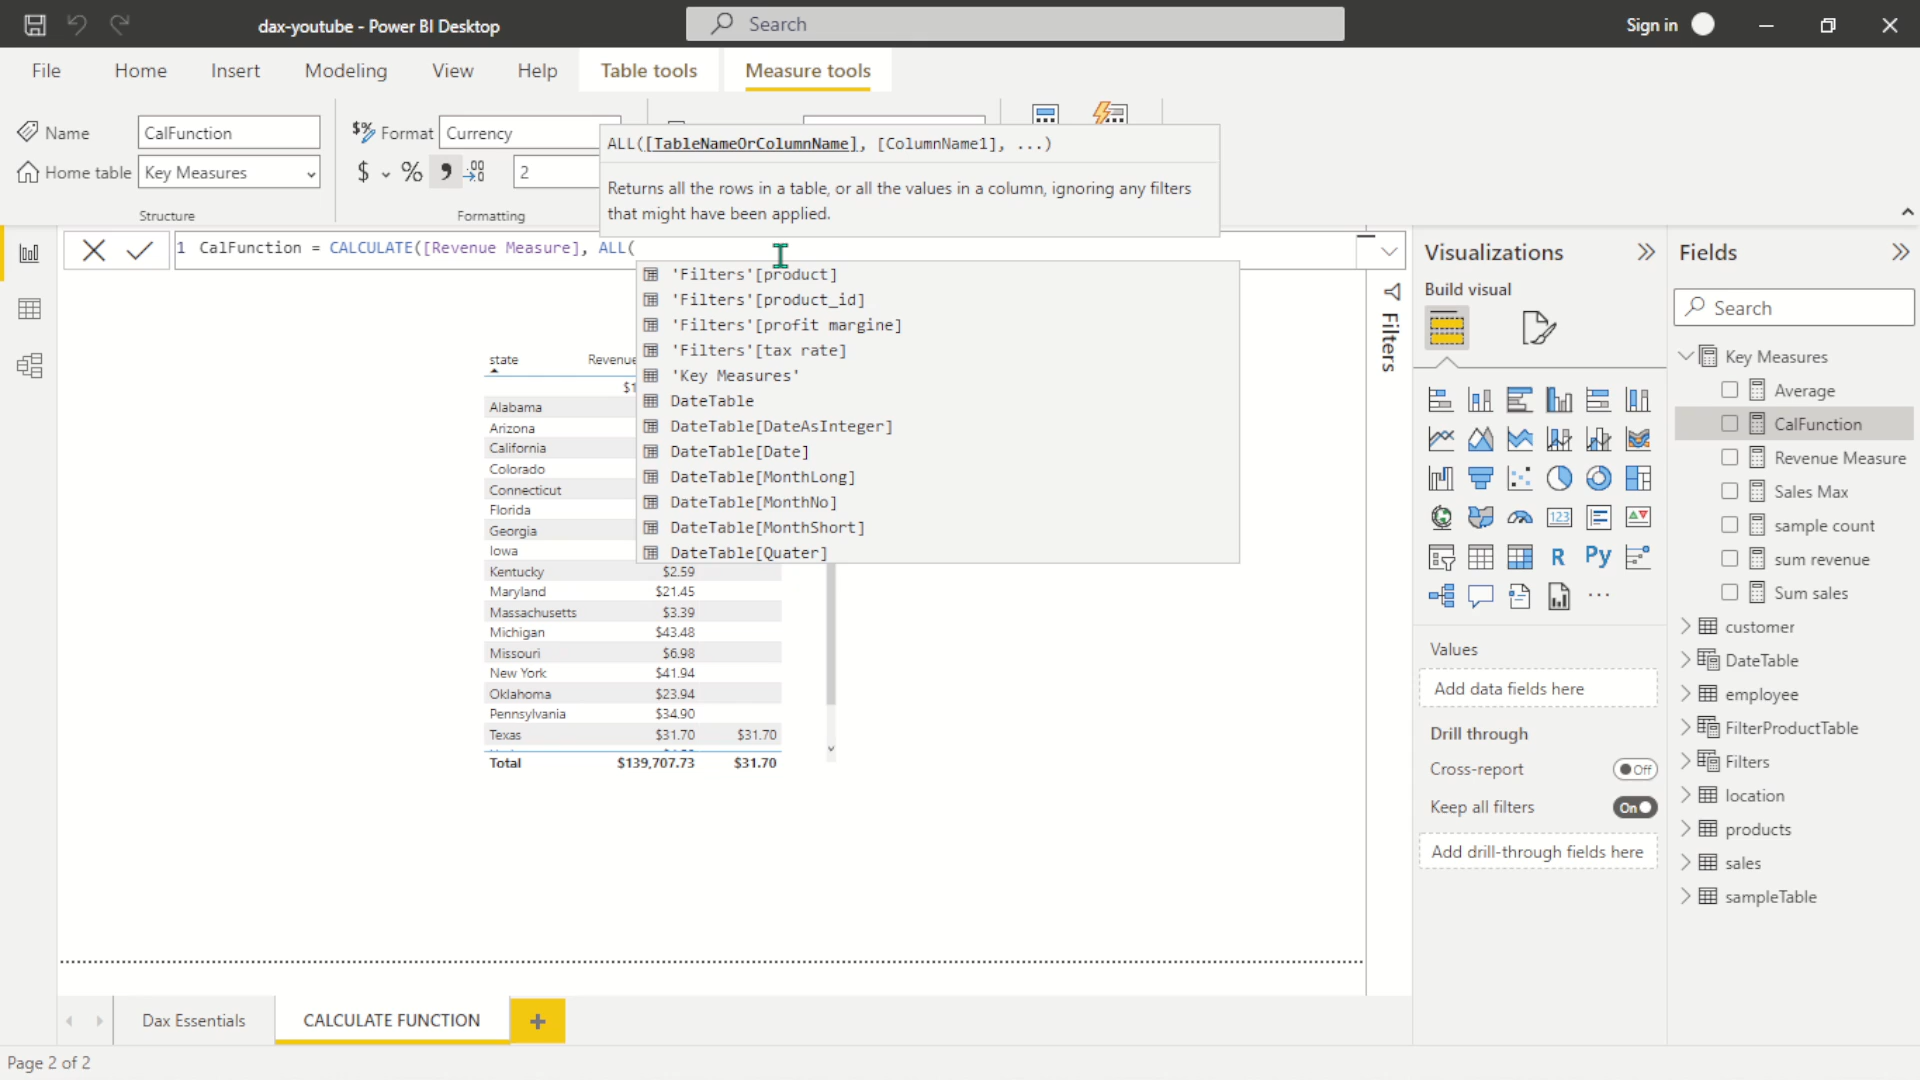 dax-youtube - Power BI Desktop
Search
Sign in
File Home Insert Modeling View Help Table tools Measure tools
Name CalFunction
Format Currency
Home table Key Measures
$ % 9 2
Structure
Formatting
ALL([TableNameOrColumnName], [ColumnName1], ...)
Returns all the rows in a table, or all the values in a column, ignoring any filters
that might have been applied.
1 CalFunction = CALCULATE([Revenue Measure], ALL(
'Filters'[product]
'Filters'[product_id]
'Filters'[profit margine]
'Filters'[tax rate]
'Key Measures'
DateTable
DateTable[DateAsInteger]
DateTable[Date]
DateTable[MonthLong]
DateTable[MonthNo]
DateTable[MonthShort]
DateTable[Quater]
state Revenue
$1
Alabama
Arizona
California
Colorado
Connecticut
Florida
Georgia
Iowa
Kentucky $2.59
Maryland $21.45
Massachusetts $3.39
Michigan $43.48
Missouri $6.98
New York $41.94
Oklahoma $23.94
Pennsylvania $34.90
Texas $31.70 $31.70
Total $139,707.73 $31.70
Filters
Visualizations
Build visual
123
R Py
...
Values
Add data fields here
Drill through
Cross-report Off
Keep all filters On
Add drill-through fields here
Fields
Search
Key Measures
Average
CalFunction
Revenue Measure
Sales Max
sample count
sum revenue
Sum sales
customer
DateTable
employee
FilterProductTable
Filters
location
products
sales
sampleTable
Dax Essentials CALCULATE FUNCTION +
Page 2 of 2